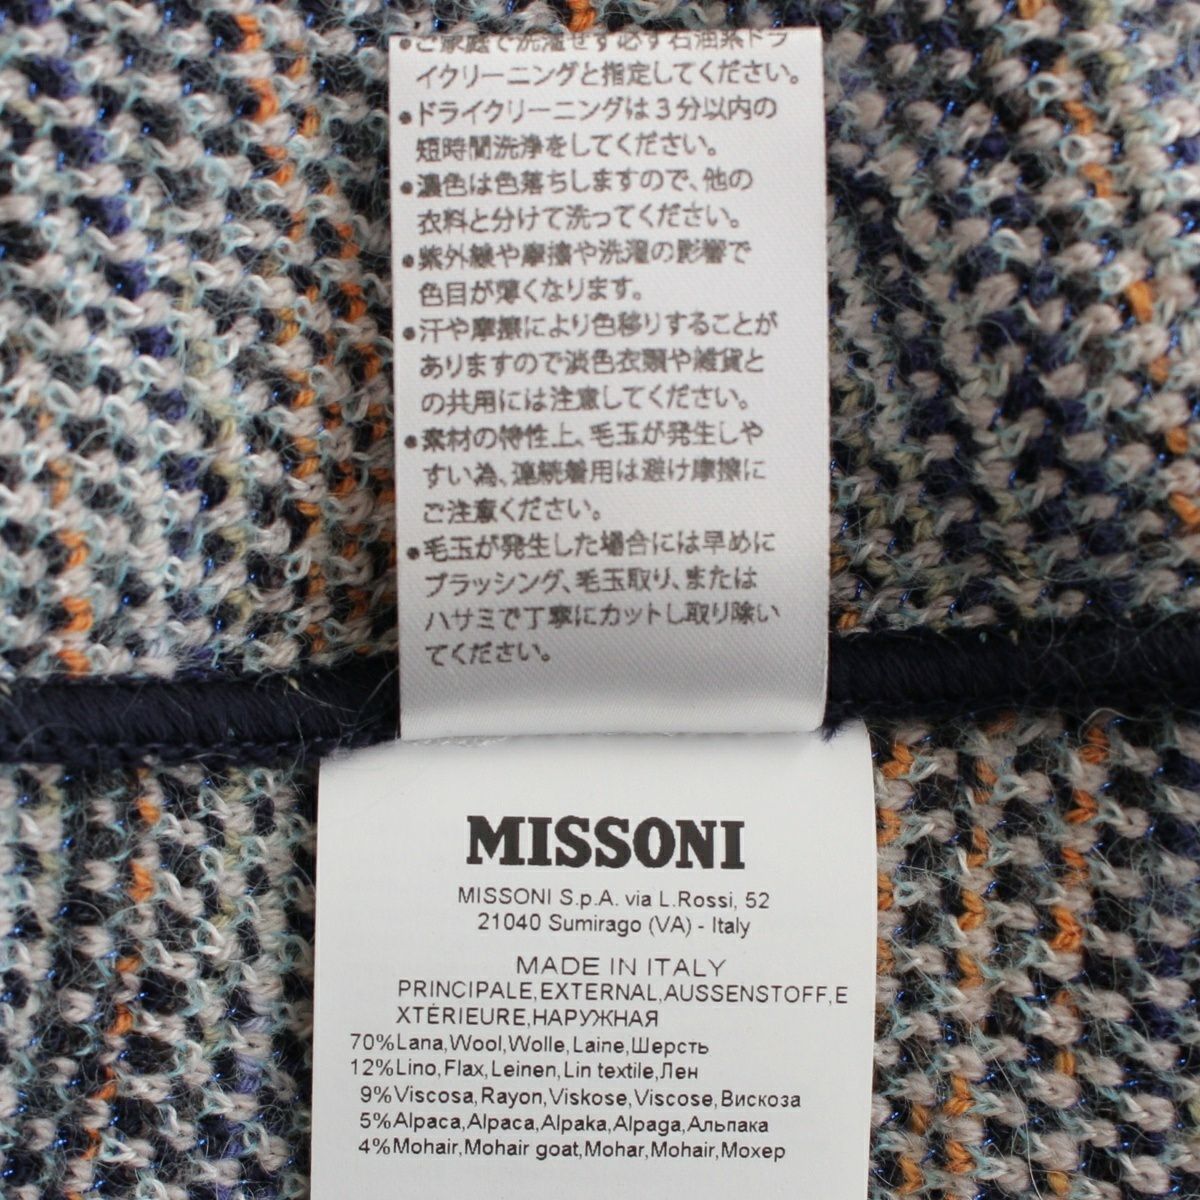 ●ご家庭で洗濯せず必ず石油系ドラ
イクリーニングと指定してください。
●ドライクリーニングは3分以内の
短時間洗浄をしてください。
●濃色は色落ちしますので、他の
衣料と分けて洗ってください。
●紫外線や摩擦や洗濯の影響で
色目が薄くなります。
●汗や摩擦により色移りすることが
ありますので淡色衣類や雑貨と
の共用には注意してください。
●素材の特性上、毛玉が発生しや
すい為、連続着用は避け摩擦に
ご注意ください。
●毛玉が発生した場合には早めに
ブラッシング、毛玉取り、または
ハサミで丁寧にカットし取り除い
てください。
MISSONI
MISSONI S.p.A. via L.Rossi, 52
21040 Sumirago (VA) - Italy
MADE IN ITALY
PRINCIPALE,EXTERNAL,AUSSENSTOFF,E
XTÉRIEURE,НАРУЖНАЯ
70%Lana,Wool,Wolle,Laine,Шерсть
12%Lino,Flax,Leinen,Lin textile,Лен
9%Viscosa,Rayon,Viskose,Viscose,Вискоза
5%Alpaca,Alpaca,Alpaka,Alpaga,Альпака
4%Mohair,Mohair goat,Mohar,Mohair,Мохер